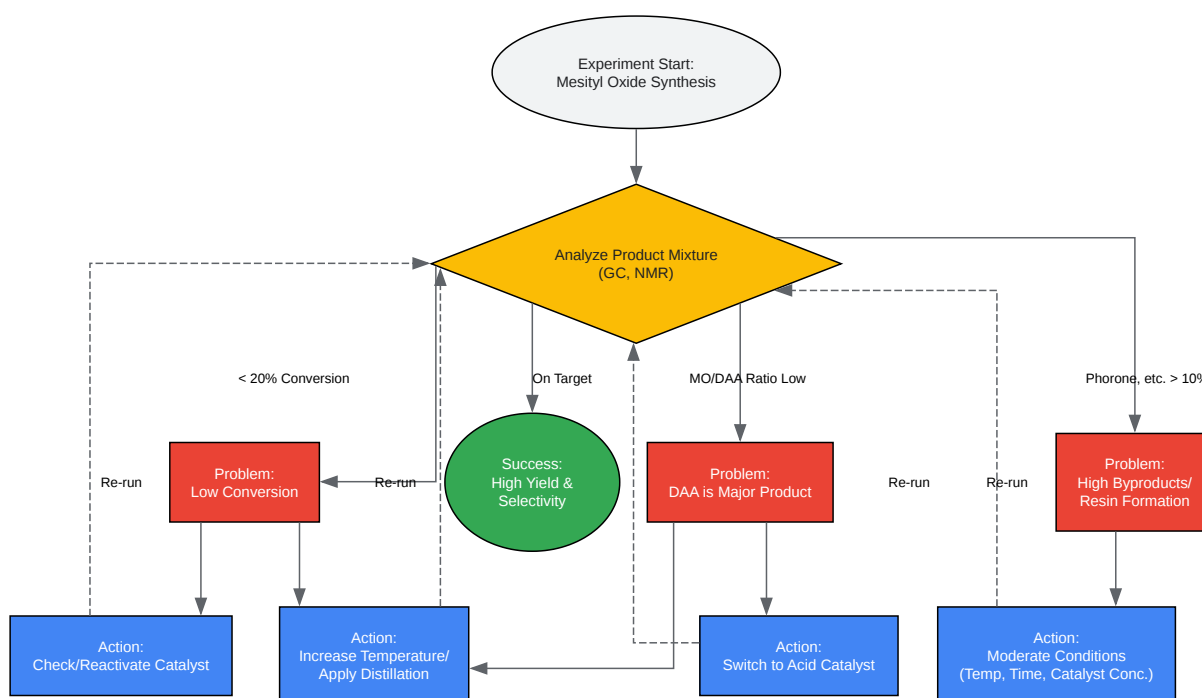 Experiment Start:
Mesityl Oxide Synthesis
Analyze Product Mixture
(GC, NMR)
< 20% Conversion
On Target
MO/DAA Ratio Low
Phorone, etc. > 10%
Problem:
Low Conversion
Re-run
Re-run
Success:
High Yield &
Selectivity
Problem:
DAA is Major Product
Re-run
Re-run
Problem:
High Byproducts/
Resin Formation
Action:
Check/Reactivate Catalyst
Action:
Increase Temperature/
Apply Distillation
Action:
Switch to Acid Catalyst
Action:
Moderate Conditions
(Temp, Time, Catalyst Conc.)